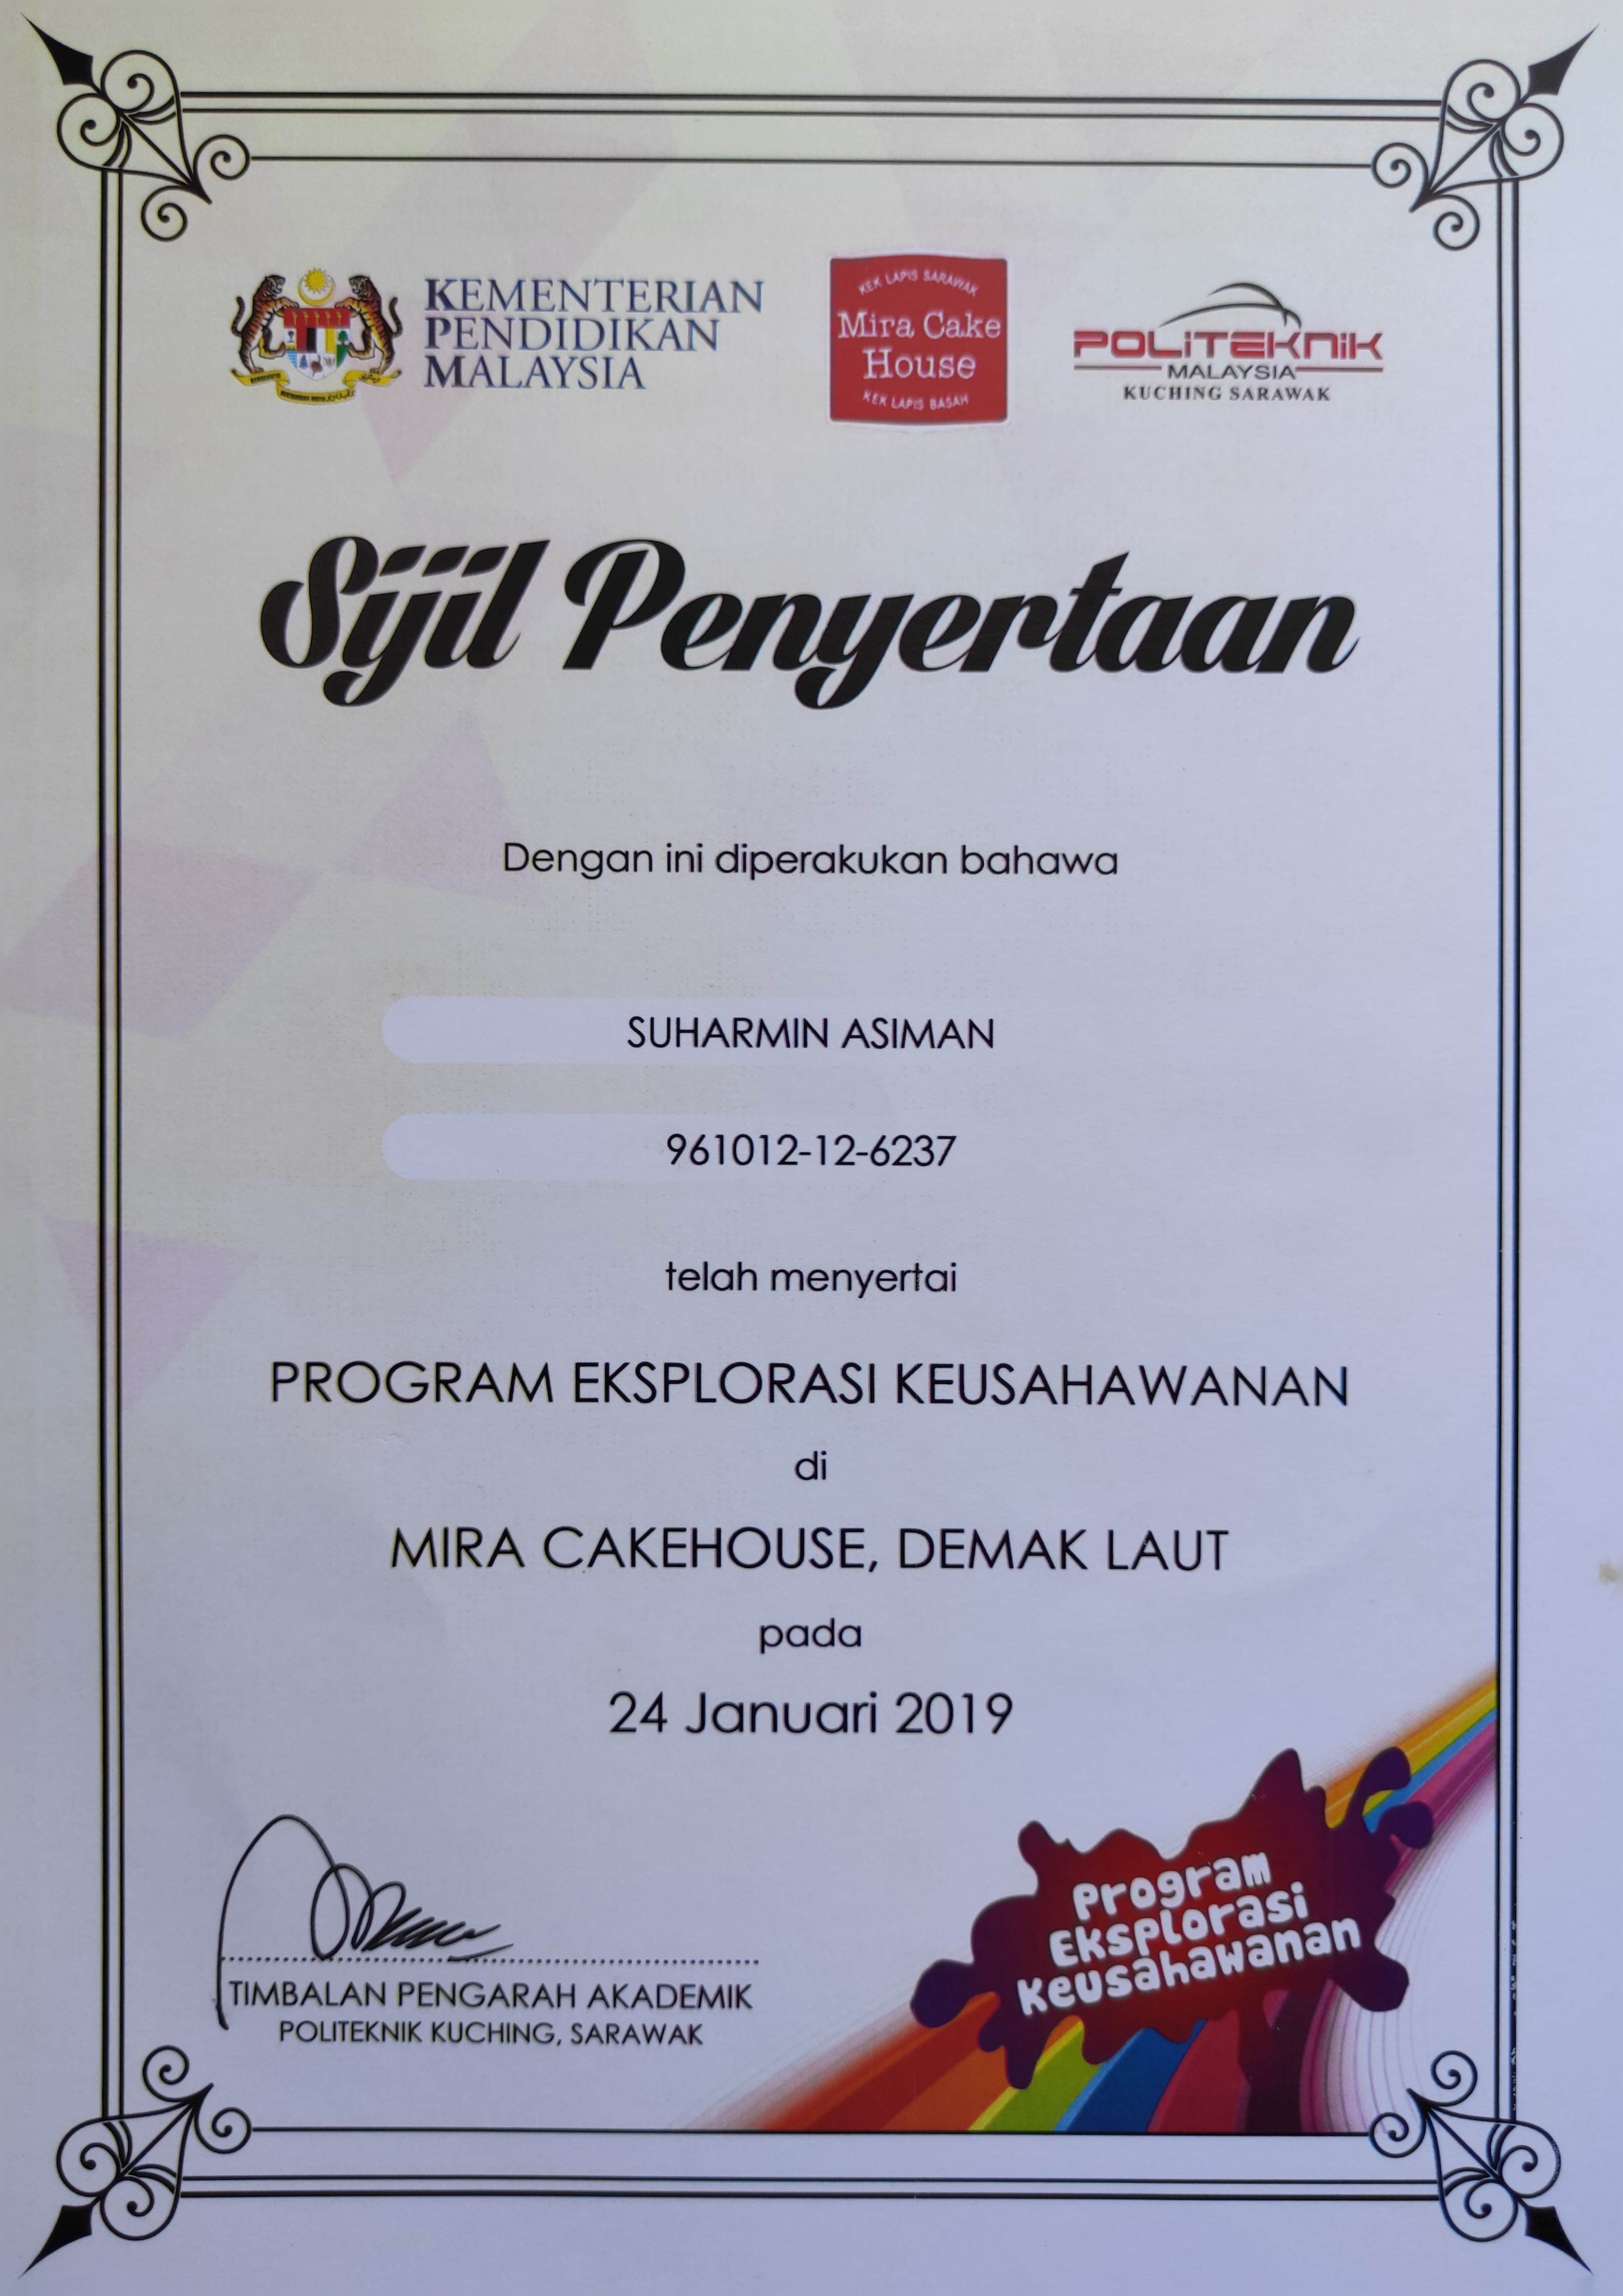 KEMENTERIAN
PENDIDIKAN
MALAYSIA
KEK LAPIS SARAWAK
Mira Cake
House
KEK LAPIS BASAH
POLiTEKniK
MALAYSIA
KUCHING SARAWAK
Sijil Penyertaan
Dengan ini diperakukan bahawa
SUHARMIN ASIMAN
961012-12-6237
telah menyertai
PROGRAM EKSPLORASI KEUSAHAWANAN
di
MIRA CAKEHOUSE, DEMAK LAUT
pada
24 Januari 2019
TIMBALAN PENGARAH AKADEMIK
POLITEKNIK KUCHING, SARAWAK
Program
Eksplorasi
Keusahawanan